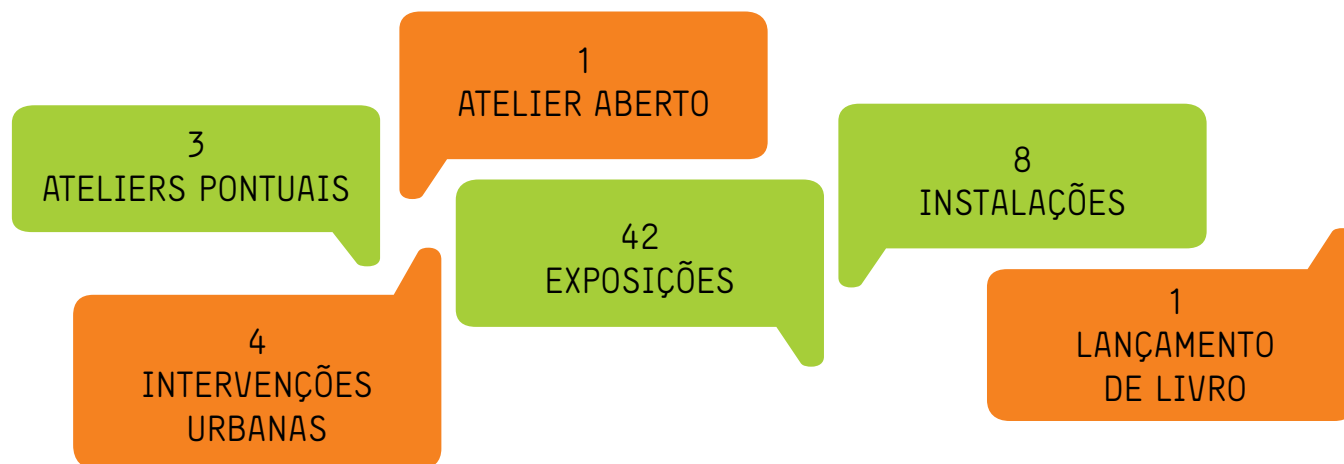 1
ATELIER ABERTO
3
ATELIERS PONTUAIS
8
INSTALAÇÕES
42
EXPOSIÇÕES
4
INTERVENÇÕES
URBANAS
1
LANÇAMENTO
DE LIVRO